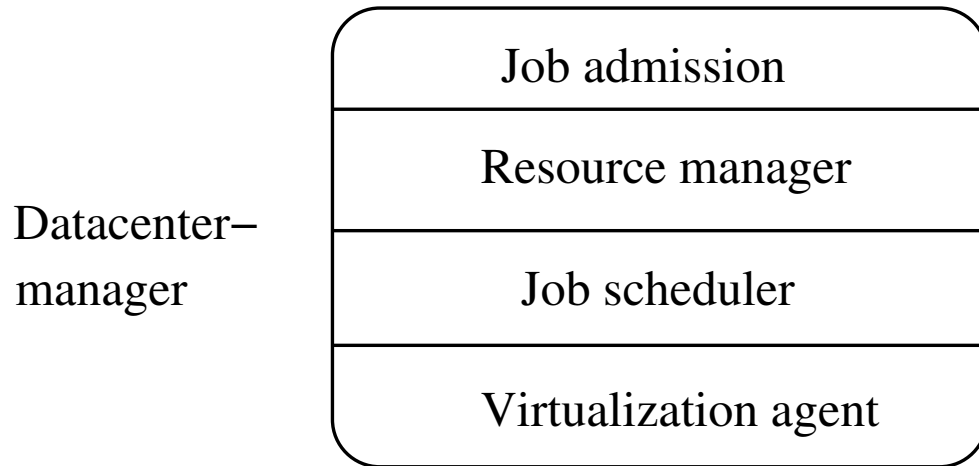 Job admission
Resource manager
Datacenter–
manager
Job scheduler
Virtualization agent